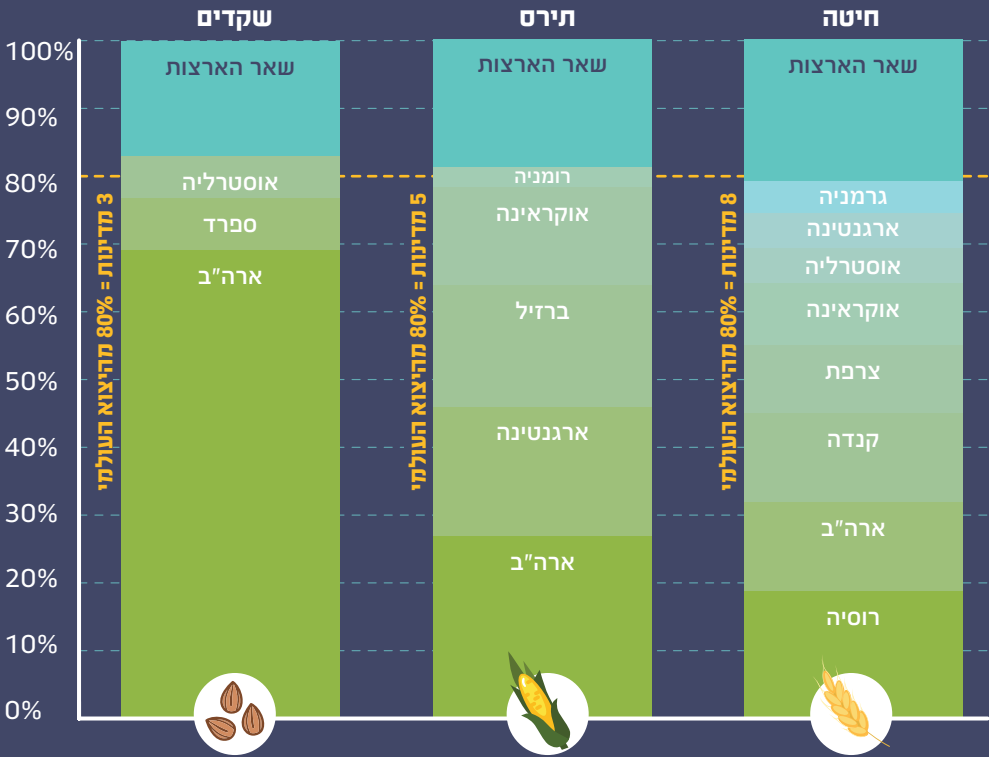 חיטה
תירס
שקדים
100%
90%
80%
70%
60%
50%
40%
30%
20%
10%
0%
שאר הארצות
גרמניה
ארגנטינה
אוסטרליה
אוקראינה
צרפת
קנדה
ארה"ב
רוסיה
8 מדינות = 80% מהיצוא העולמי
שאר הארצות
רומניה
אוקראינה
ברזיל
ארגנטינה
ארה"ב
5 מדינות = 80% מהיצוא העולמי
שאר הארצות
אוסטרליה
ספרד
ארה"ב
3 מדינות = 80% מהיצוא העולמי